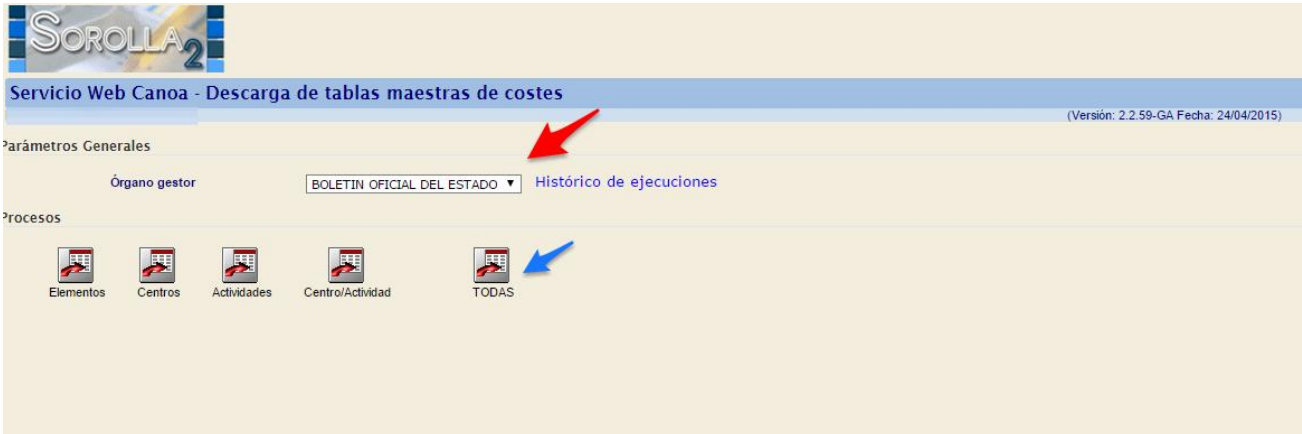 SOROLLA2
Servicio Web Canoa - Descarga de tablas maestras de costes
(Versión: 2.2.59-GA Fecha: 24/04/2015)
Parámetros Generales
Órgano gestor BOLETIN OFICIAL DEL ESTADO Histórico de ejecuciones
Procesos
Elementos Centros Actividades Centro/Actividad TODAS